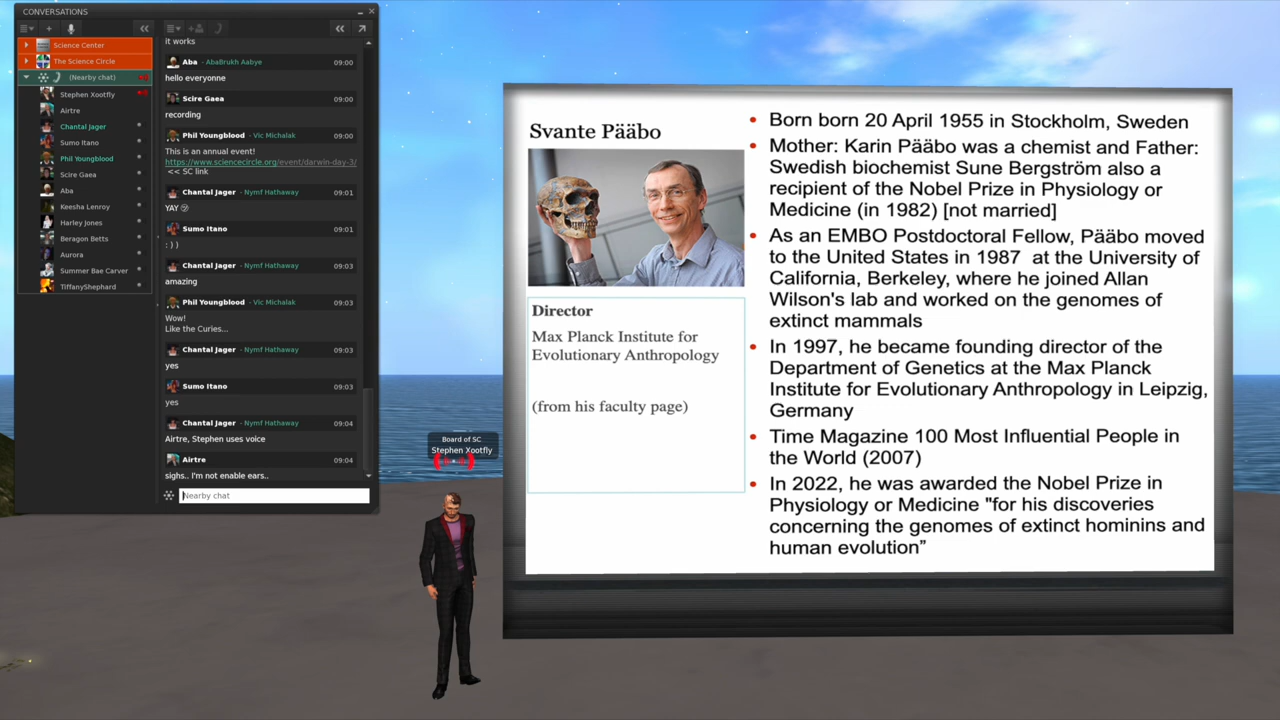 CONVERSATIONS
Science Center
The Science Circle
(Nearby chat)
Stephen Xootfly
Airtre
Chantal Jager
Sumo Itano
Phil Youngblood
Scire Gaea
Aba
Keesha Lenroy
Harley Jones
Beragon Betts
Aurora
Summer Bae Carver
TiffanyShephard
it works
Aba - AbaBrukh Aabye 09:00
hello everyonne
Scire Gaea 09:00
recording
Phil Youngblood - Vic Michalak 09:00
This is an annual event!
https://www.sciencecircle.org/event/darwin-day-3/
<< SC link
Chantal Jager - Nymf Hathaway 09:01
YAY
Sumo Itano 09:01
: ) )
Chantal Jager - Nymf Hathaway 09:03
amazing
Phil Youngblood - Vic Michalak 09:03
Wow!
Like the Curies...
Chantal Jager - Nymf Hathaway 09:03
yes
Sumo Itano 09:03
yes
Chantal Jager - Nymf Hathaway 09:04
Airtre, Stephen uses voice
Airtre 09:04
sighs.. I'm not enable ears..
Nearby chat
Board of SC
Stephen Xootfly
Svante Pääbo
Director
Max Planck Institute for
Evolutionary Anthropology
(from his faculty page)
• Born born 20 April 1955 in Stockholm, Sweden
• Mother: Karin Pääbo was a chemist and Father:
Swedish biochemist Sune Bergström also a
recipient of the Nobel Prize in Physiology or
Medicine (in 1982) [not married]
• As an EMBO Postdoctoral Fellow, Pääbo moved
to the United States in 1987 at the University of
California, Berkeley, where he joined Allan
Wilson's lab and worked on the genomes of
extinct mammals
• In 1997, he became founding director of the
Department of Genetics at the Max Planck
Institute for Evolutionary Anthropology in Leipzig,
Germany
• Time Magazine 100 Most Influential People in
the World (2007)
• In 2022, he was awarded the Nobel Prize in
Physiology or Medicine "for his discoveries
concerning the genomes of extinct hominins and
human evolution”